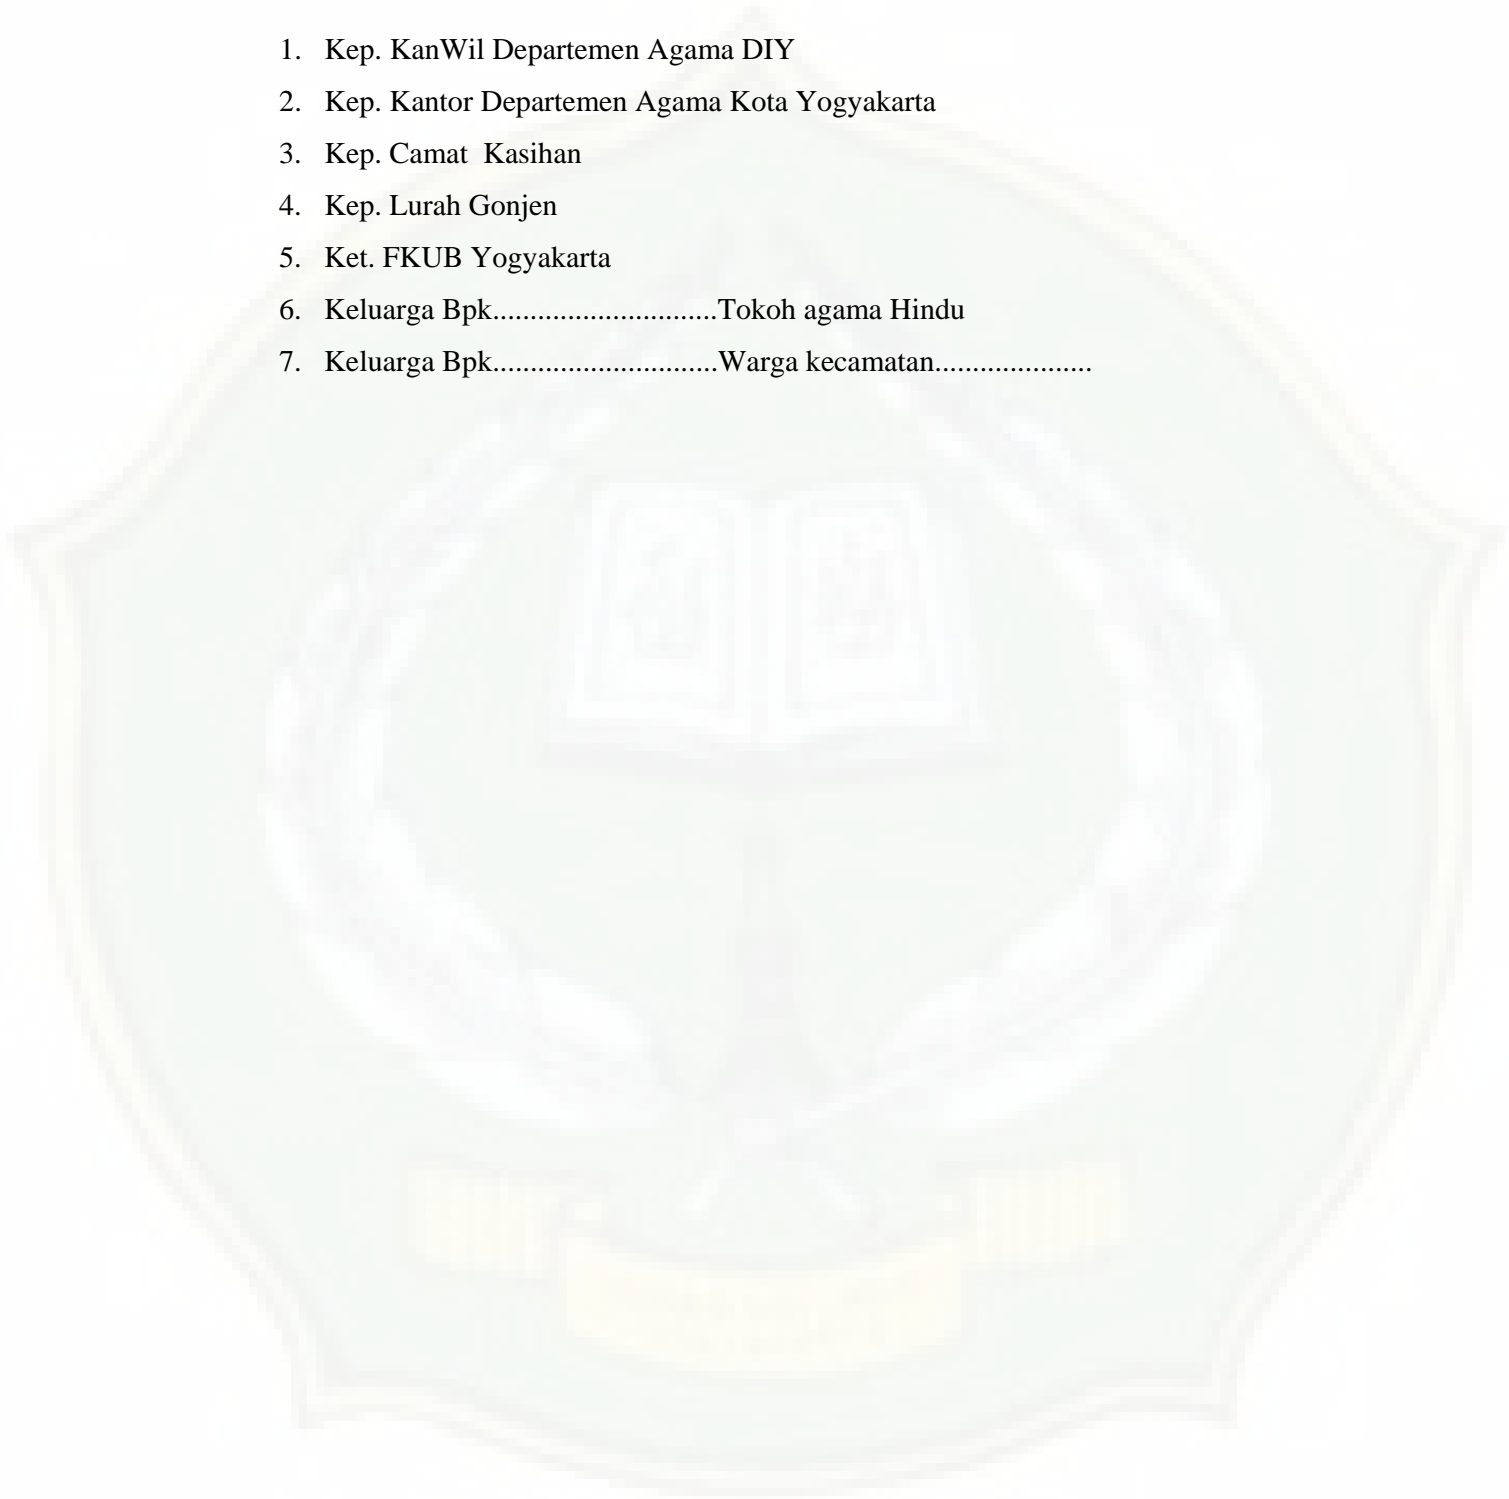 1. Kep. KanWil Departemen Agama DIY
2. Kep. Kantor Departemen Agama Kota Yogyakarta
3. Kep. Camat  Kasihan
4. Kep. Lurah Gonjen
5. Ket. FKUB Yogyakarta
6. Keluarga Bpk..............................Tokoh agama Hindu
7. Keluarga Bpk..............................Warga kecamatan.....................